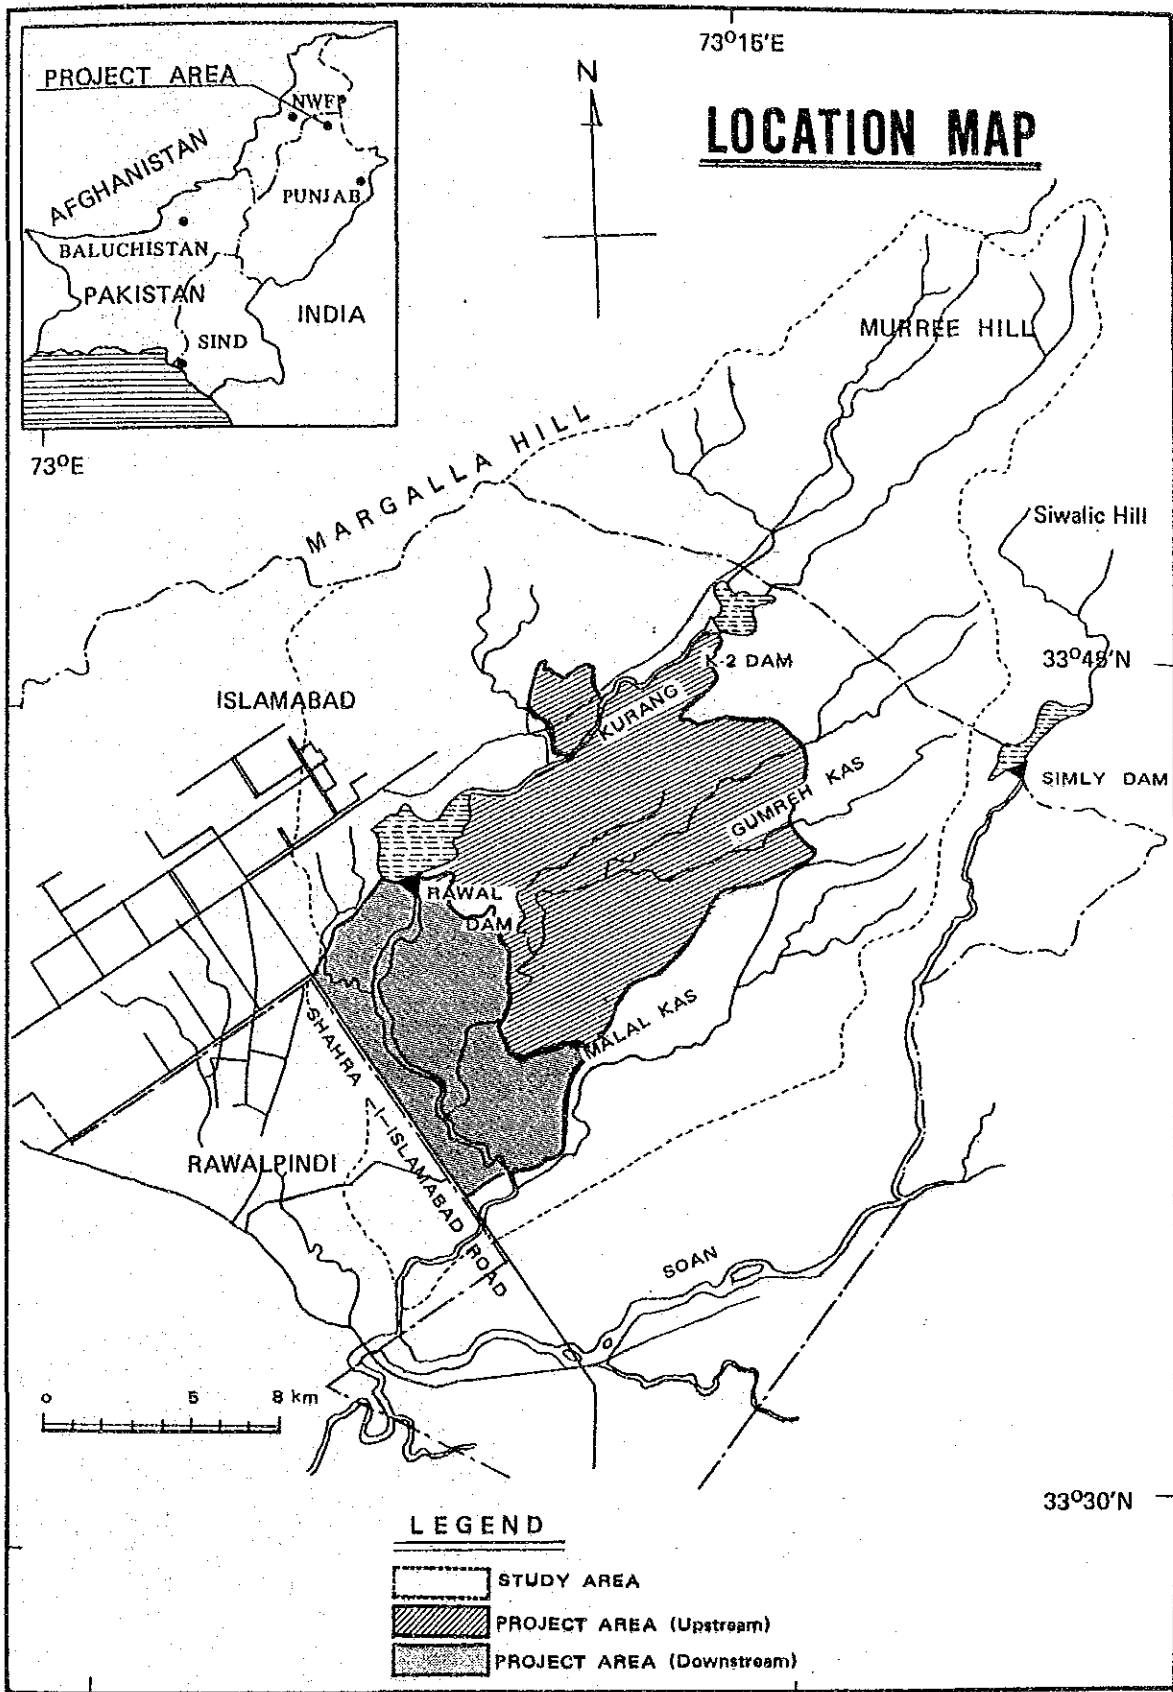 73°15'E
PROJECT AREA
NWFP
AFGHANISTAN
PUNJAB
BALUCHISTAN
PAKISTAN
INDIA
SIND
N
LOCATION MAP
MURREE HILL
73°E
MARGALLA HILL
Siwalic Hill
K-2 DAM
33°45'N
ISLAMABAD
KURANG
SIMLY DAM
GUMREH KAS
RAWAL
DAM
MALAL KAS
SHAHRA
I-ISLAMABAD ROAD
RAWALPINDI
SOAN
0 5 8 km
33°30'N
LEGEND
STUDY AREA
PROJECT AREA (Upstream)
PROJECT AREA (Downstream)